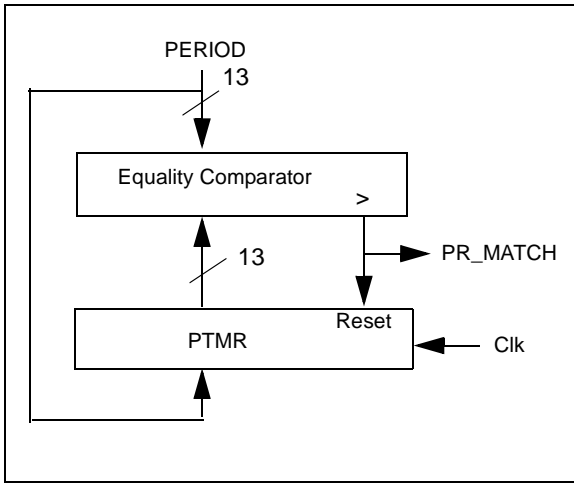 PERIOD
13
Equality Comparator
>
13
PR_MATCH
Reset
PTMR
Clk